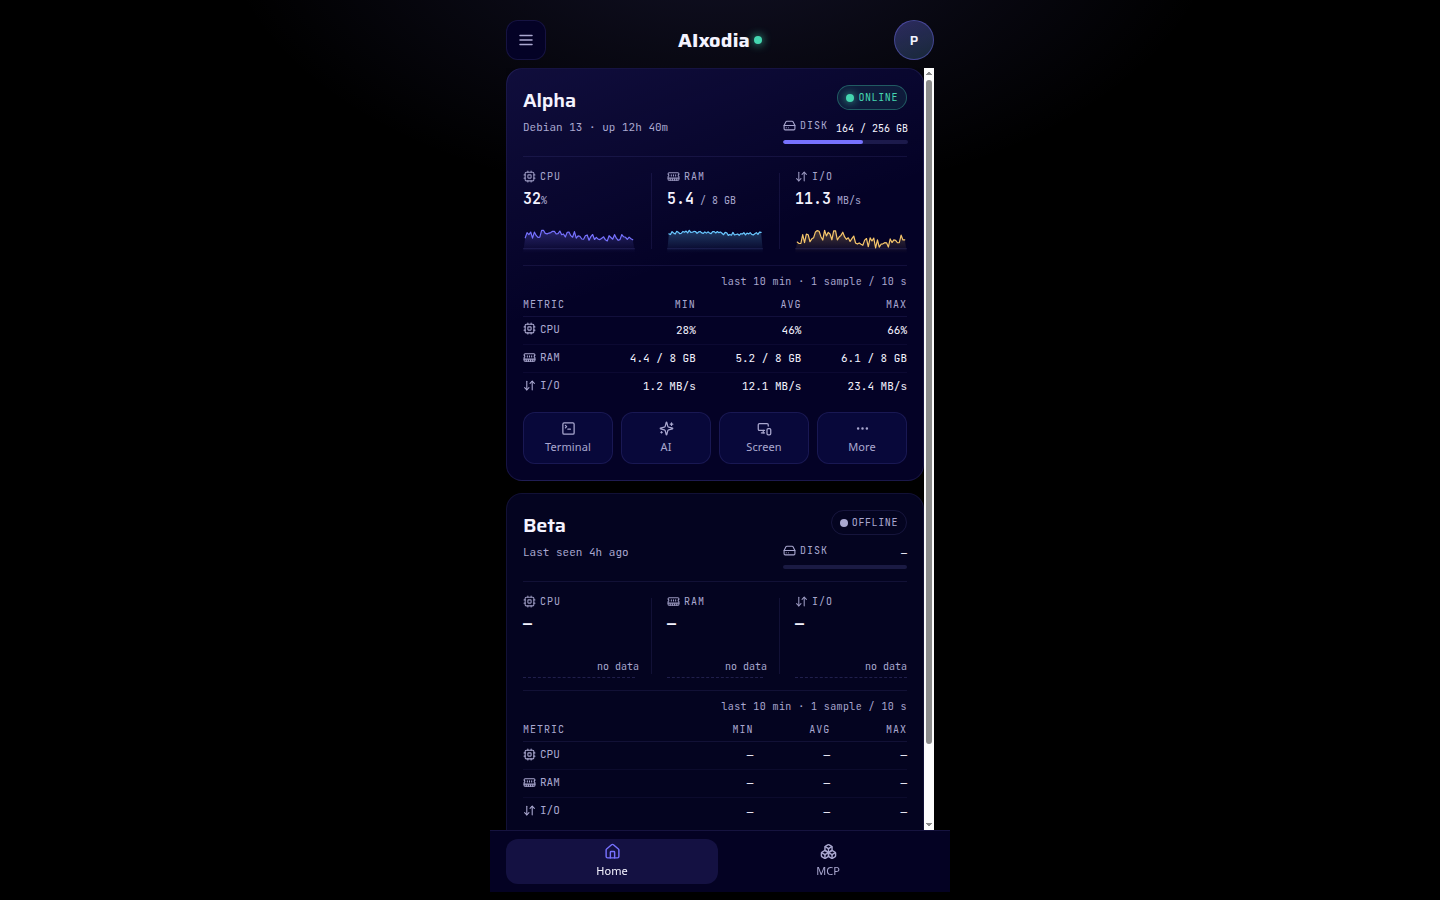 AIxodia
P
Alpha
ONLINE
Debian 13 · up 12h 40m
DISK 164 / 256 GB
CPU RAM I/O
32% 5.4 / 8 GB 11.3 MB/s
last 10 min · 1 sample / 10 s
METRIC MIN AVG MAX
CPU 28% 46% 66%
RAM 4.4 / 8 GB 5.2 / 8 GB 6.1 / 8 GB
I/O 1.2 MB/s 12.1 MB/s 23.4 MB/s
Terminal AI Screen More
Beta
OFFLINE
Last seen 4h ago
DISK —
CPU RAM I/O
— — —
no data no data no data
last 10 min · 1 sample / 10 s
METRIC MIN AVG MAX
CPU — — —
RAM — — —
I/O — — —
Home MCP